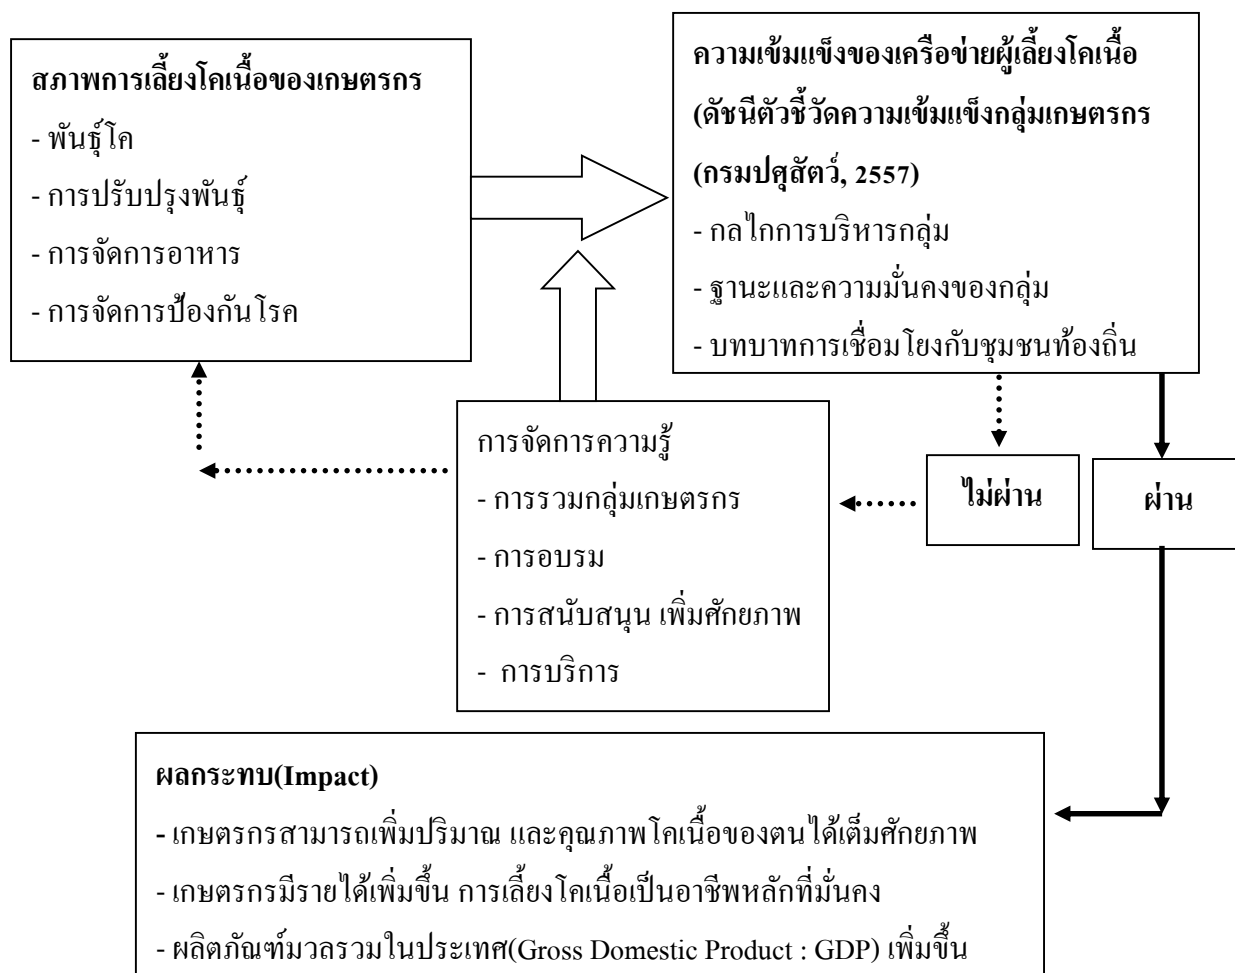 สภาพการเลี้ยงโคเนื้อของเกษตรกร
- พันธุ์โค
- การปรับปรุงพันธุ์
- การจัดการอาหาร
- การจัดการป้องกันโรค
ความเข้มแข็งของเครือข่ายผู้เลี้ยงโคเนื้อ
(ดัชนีตัวชี้วัดความเข้มแข็งกลุ่มเกษตรกร
(กรมปศุสัตว์, 2557)
- กลไกการบริหารกลุ่ม
- ฐานะและความมั่นคงของกลุ่ม
- บทบาทการเชื่อมโยงกับชุมชนท้องถิ่น
การจัดการความรู้
- การรวมกลุ่มเกษตรกร
- การอบรม
- การสนับสนุน เพิ่มศักยภาพ
- การบริการ
ไม่ผ่าน
ผ่าน
ผลกระทบ(Impact)
- เกษตรกรสามารถเพิ่มปริมาณ และคุณภาพโคเนื้อของตนได้เต็มศักยภาพ
- เกษตรกรมีรายได้เพิ่มขึ้น การเลี้ยงโคเนื้อเป็นอาชีพหลักที่มั่นคง
- ผลิตภัณฑ์มวลรวมในประเทศ(Gross Domestic Product : GDP) เพิ่มขึ้น